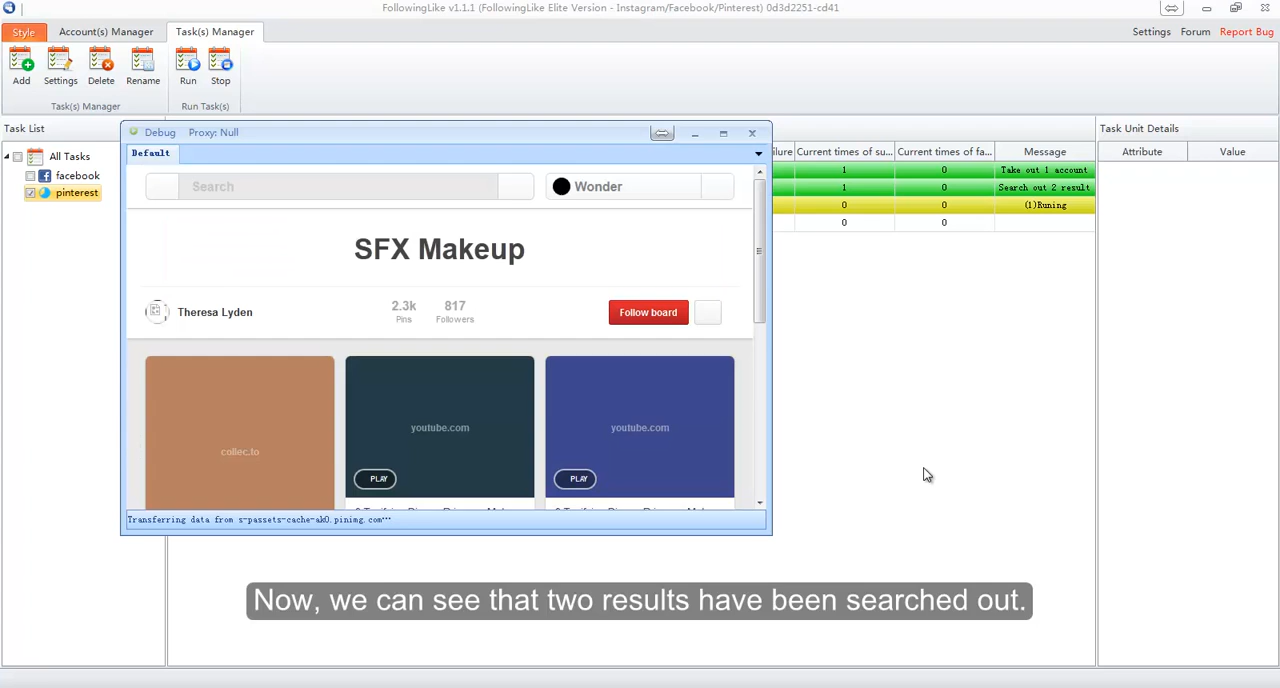 FollowingLike v1.1.1 (FollowingLike Elite Version - Instagram/Facebook/Pinterest) 0d3d2251-cd41
Style Account(s) Manager Task(s) Manager Settings Forum Report Bug
Add Settings Delete Rename Run Stop
Task(s) Manager Run Task(s)
Task List
All Tasks
facebook
pinterest
Debug Proxy: Null
Default
Search Wonder
SFX Makeup
Theresa Lyden
2.3k
Pins
817
Followers
Follow board
collec.to
youtube.com
PLAY
youtube.com
PLAY
Transferring data from s-passets-cache-ak0.pinimg.com…
Current times of su... Current times of fa... Message
1 0 Take out 1 account
1 0 Search out 2 result
0 0 (1)Runing
0 0
Task Unit Details
Attribute Value
Now, we can see that two results have been searched out.